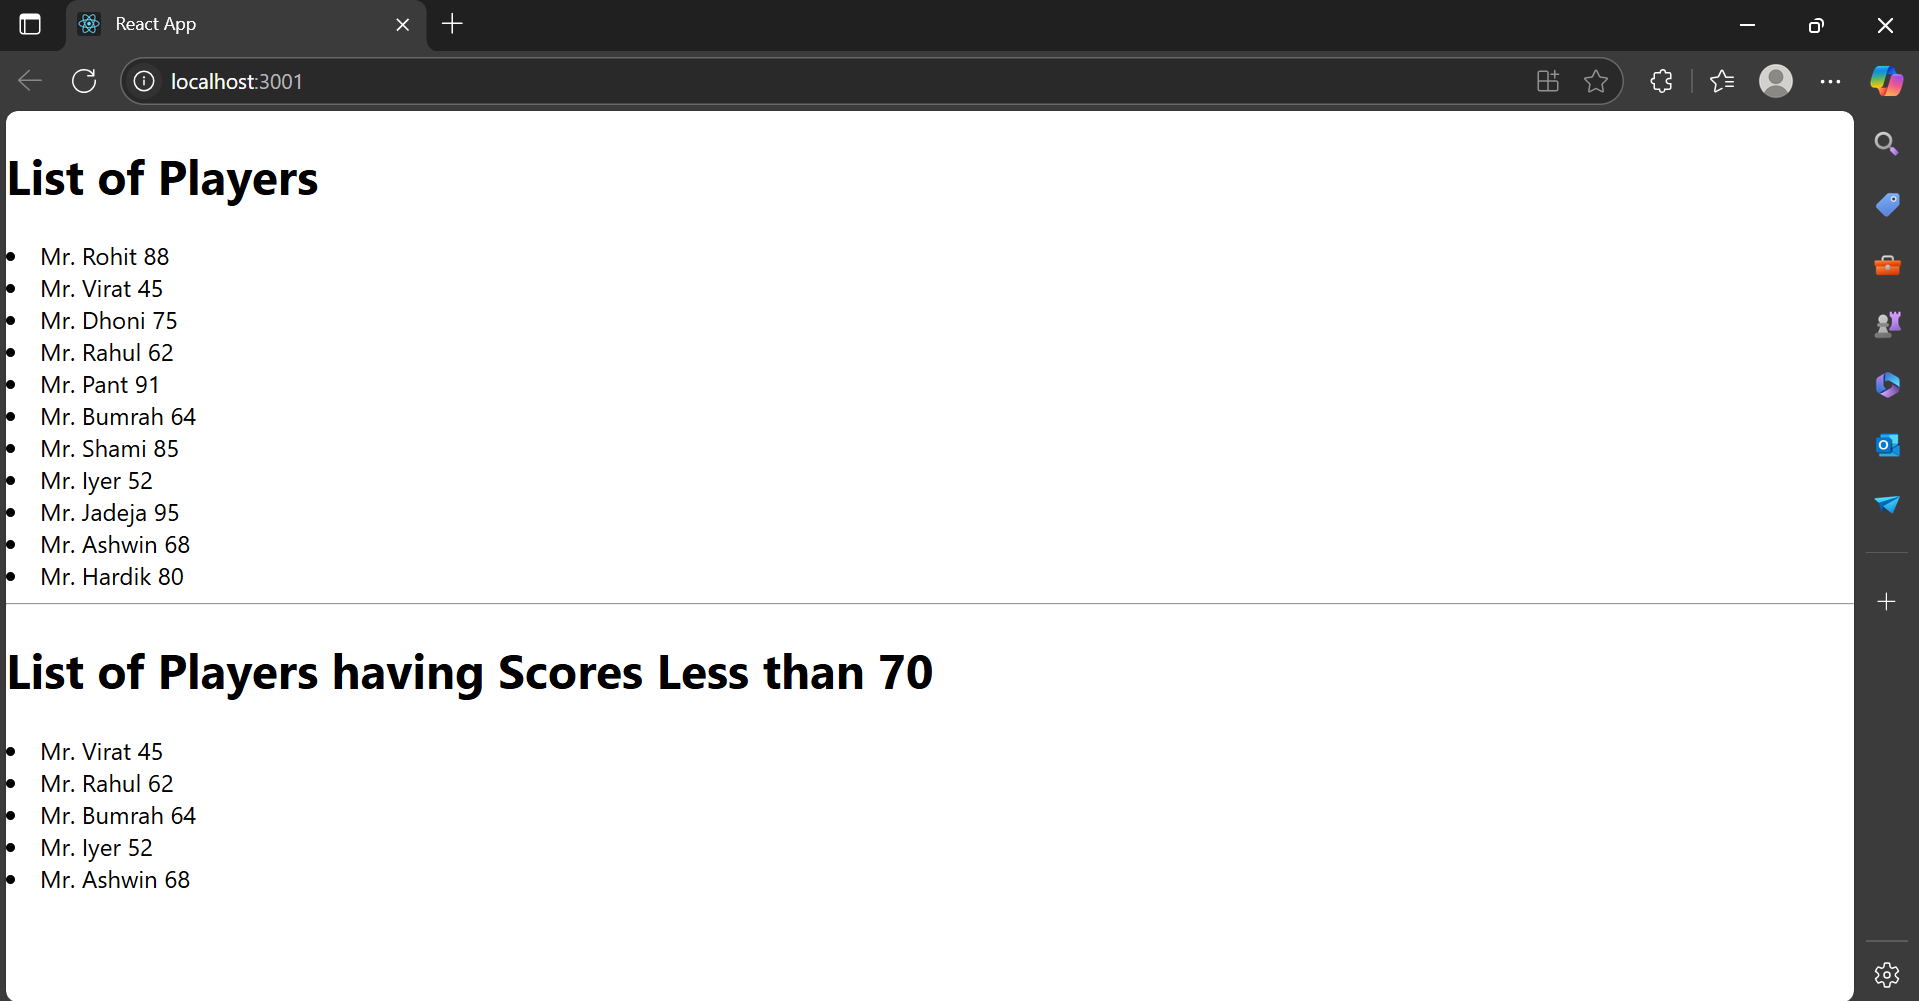 React App
localhost:3001
List of Players
Mr. Rohit 88
Mr. Virat 45
Mr. Dhoni 75
Mr. Rahul 62
Mr. Pant 91
Mr. Bumrah 64
Mr. Shami 85
Mr. Iyer 52
Mr. Jadeja 95
Mr. Ashwin 68
Mr. Hardik 80
List of Players having Scores Less than 70
Mr. Virat 45
Mr. Rahul 62
Mr. Bumrah 64
Mr. Iyer 52
Mr. Ashwin 68